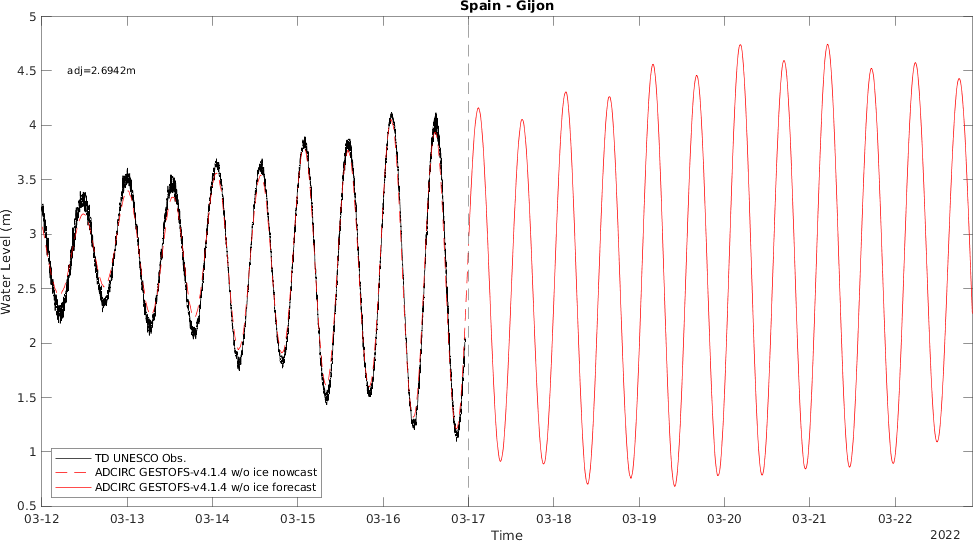 Spain - Gijon
5
4.5
4
3.5
3
2.5
2
1.5
1
0.5
Water Level (m)
adj=2.6942m
TD UNESCO Obs.
ADCIRC GESTOFS-v4.1.4 w/o ice nowcast
ADCIRC GESTOFS-v4.1.4 w/o ice forecast
03-12 03-13 03-14 03-15 03-16 03-17 03-18 03-19 03-20 03-21 03-22
Time
2022